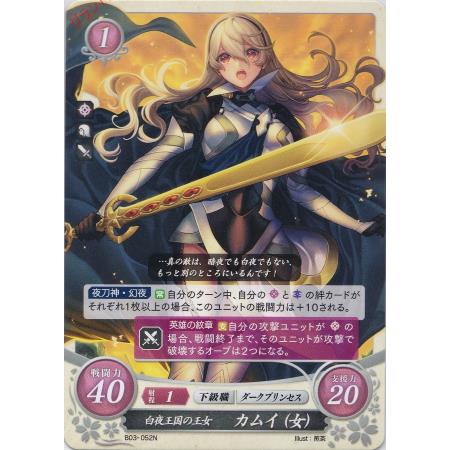 1
…真の敵は、暗夜でも白夜でもない、
もっと別のところにいるんです！
夜刀神・幻夜 常 自分のターン中、自分の と の絆カードが
それぞれ1枚以上の場合、このユニットの戦闘力は＋10される。
英雄の紋章 支 自分の攻撃ユニットが の
場合、戦闘終了まで、そのユニットが攻撃
で破壊するオーブは2つになる。
戦闘力
40
射程 1 下級職 ダークプリンセス
支援力
20
白夜王国の王女 カムイ(女)
B03-052N
Illust：煎茶